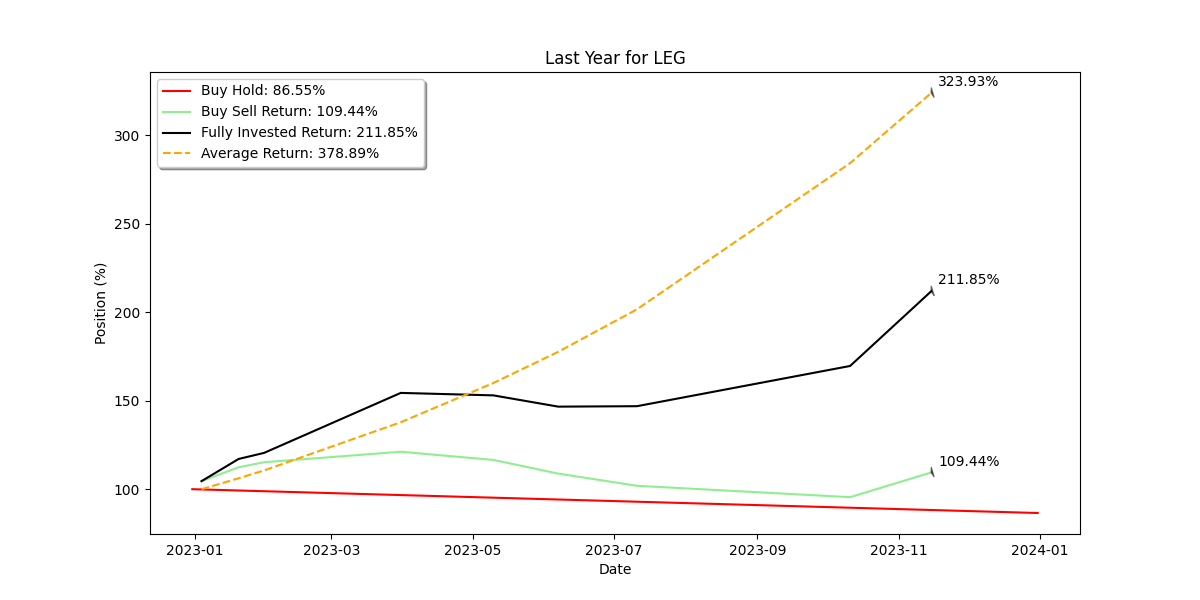 Last Year for LEG
Buy Hold: 86.55%
Buy Sell Return: 109.44%
Fully Invested Return: 211.85%
Average Return: 378.89%
323.93%
211.85%
109.44%
Position (%)
300
250
200
150
100
2023-01
2023-03
2023-05
2023-07
2023-09
2023-11
2024-01
Date